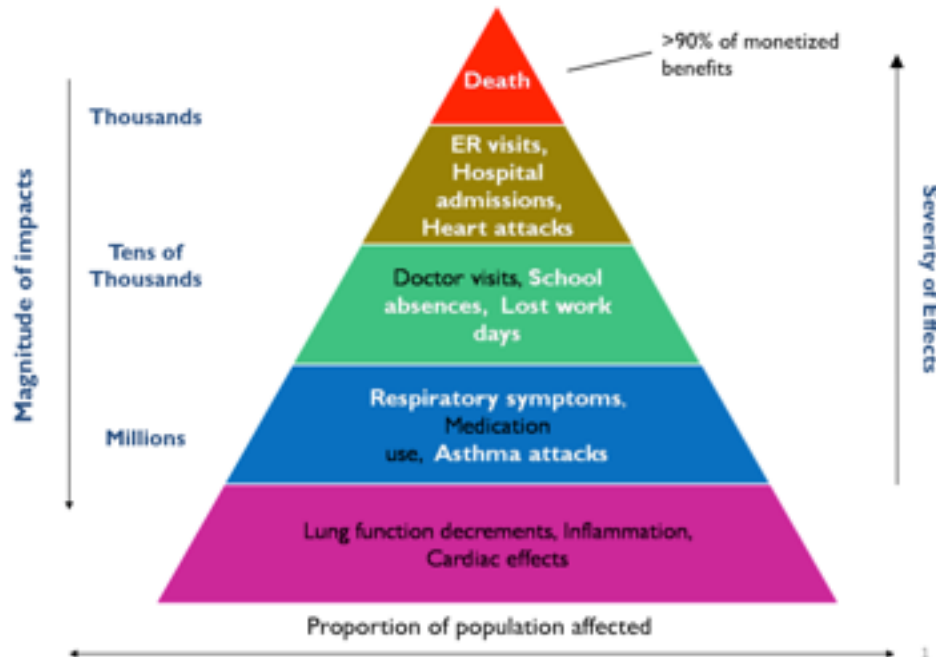 >90% of monetized
benefits
Death
Thousands
ER visits,
Hospital
admissions,
Heart attacks
Magnitude of impacts
Severity of Effects
Tens of
Thousands
Doctor visits, School
absences, Lost work
days
Respiratory symptoms,
Medication
use, Asthma attacks
Millions
Lung function decrements, Inflammation,
Cardiac effects
Proportion of population affected
1